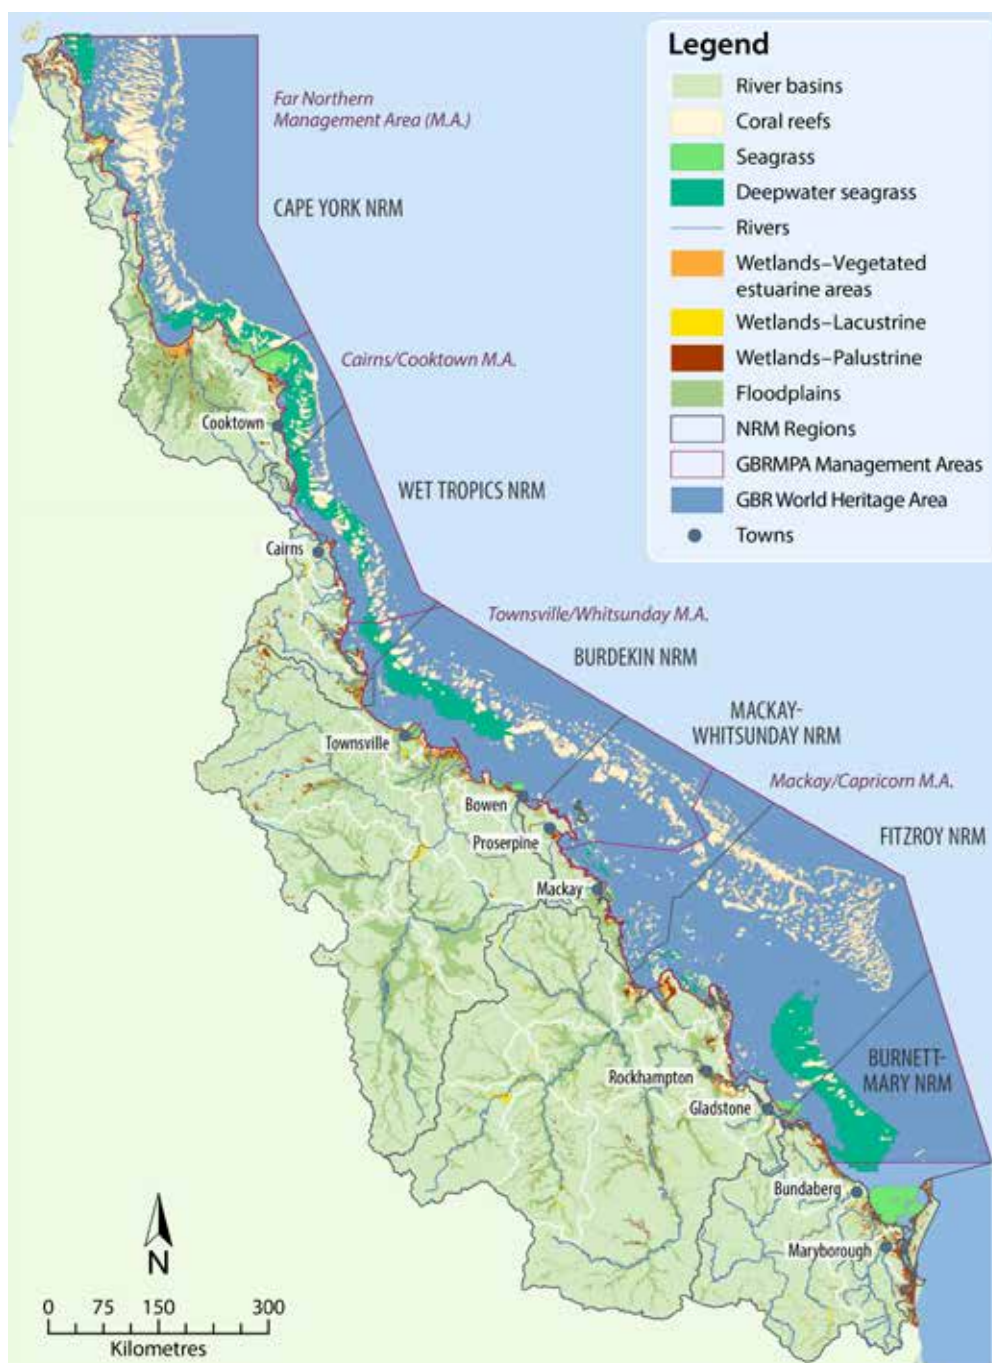 Legend
River basins
Coral reefs
Seagrass
Deepwater seagrass
Rivers
Wetlands–Vegetated
estuarine areas
Wetlands–Lacustrine
Wetlands–Palustrine
Floodplains
NRM Regions
GBRMPA Management Areas
GBR World Heritage Area
Towns
Far Northern
Management Area (M.A.)
CAPE YORK NRM
Cairns/Cooktown M.A.
Cooktown
WET TROPICS NRM
Cairns
Townsville/Whitsunday M.A.
BURDEKIN NRM
MACKAY-
WHITSUNDAY NRM
Townsville
Mackay/Capricorn M.A.
Bowen
Proserpine
FITZROY NRM
Mackay
BURNETT-
MARY NRM
Rockhampton
Gladstone
Bundaberg
Maryborough
N
0 75 150 300
Kilometres